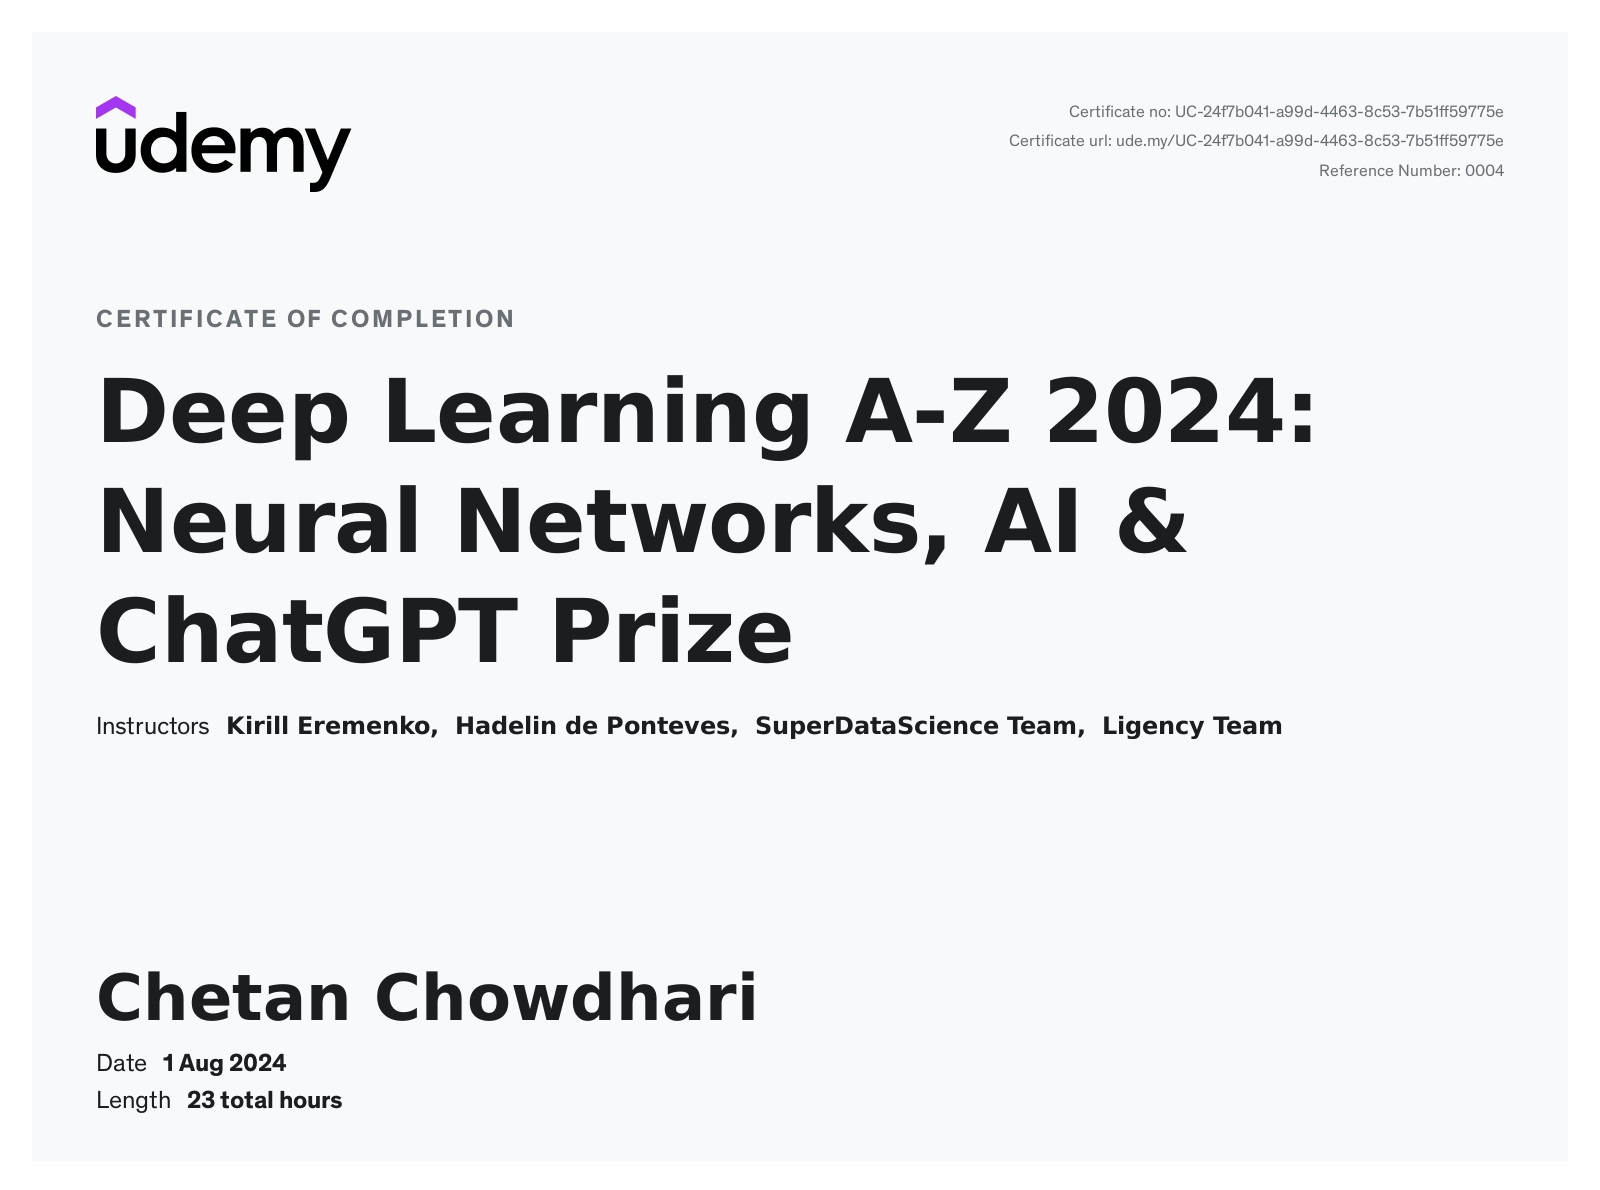 udemy
Certificate no: UC-24f7b041-a99d-4463-8c53-7b51ff59775e
Certificate url: ude.my/UC-24f7b041-a99d-4463-8c53-7b51ff59775e
Reference Number: 0004
CERTIFICATE OF COMPLETION
Deep Learning A-Z 2024:
Neural Networks, AI &
ChatGPT Prize
Instructors Kirill Eremenko, Hadelin de Ponteves, SuperDataScience Team, Ligency Team
Chetan Chowdhari
Date 1 Aug 2024
Length 23 total hours